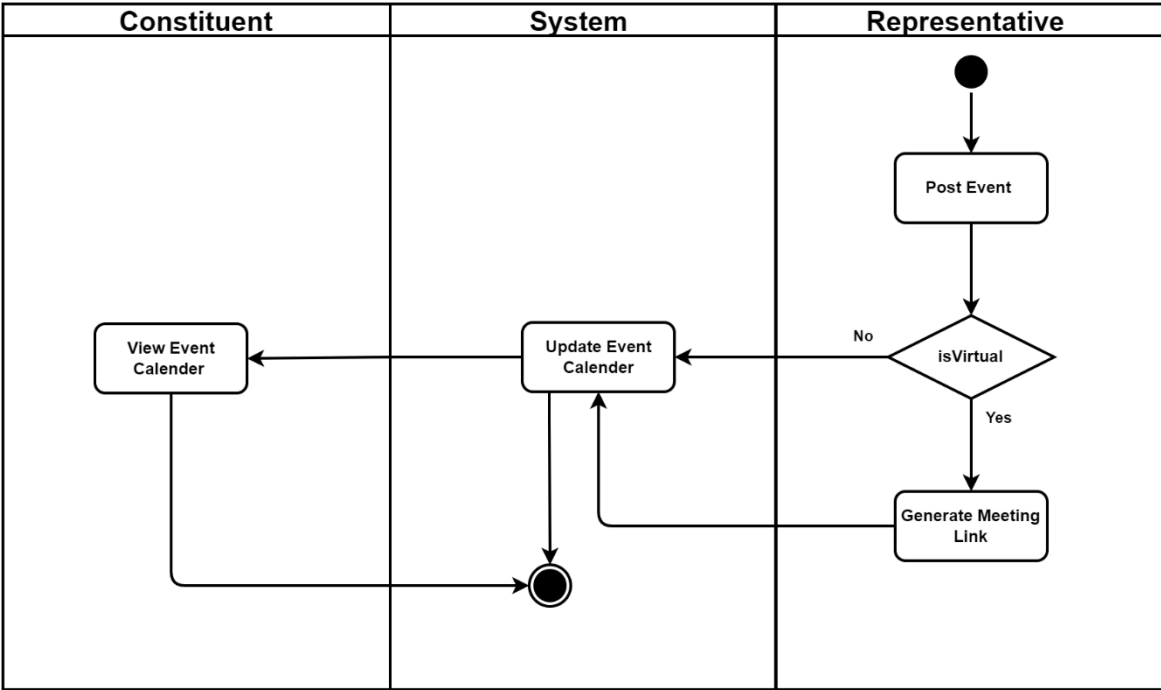 Constituent
System
Representative
Post Event
View Event
Calender
Update Event
Calender
No
isVirtual
Yes
Generate Meeting
Link